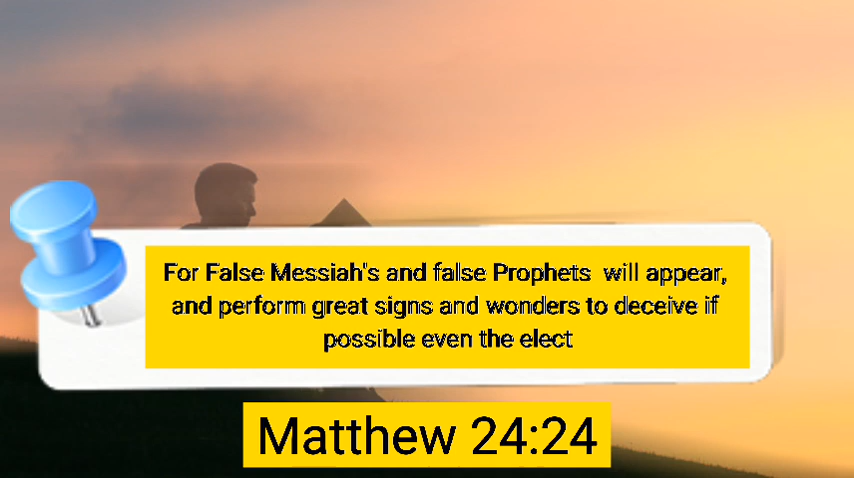 For False Messiah's and false Prophets will appear,
and perform great signs and wonders to deceive if
possible even the elect
Matthew 24:24